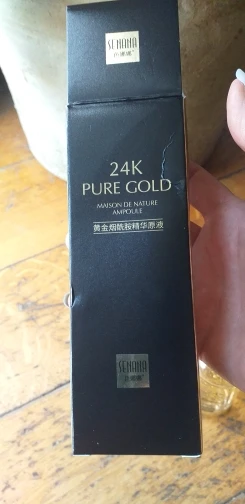 SENANA
24K
PURE GOLD
MAISON DE NATURE
AMPOULE
黄金烟酰胺精华原液
SENANA